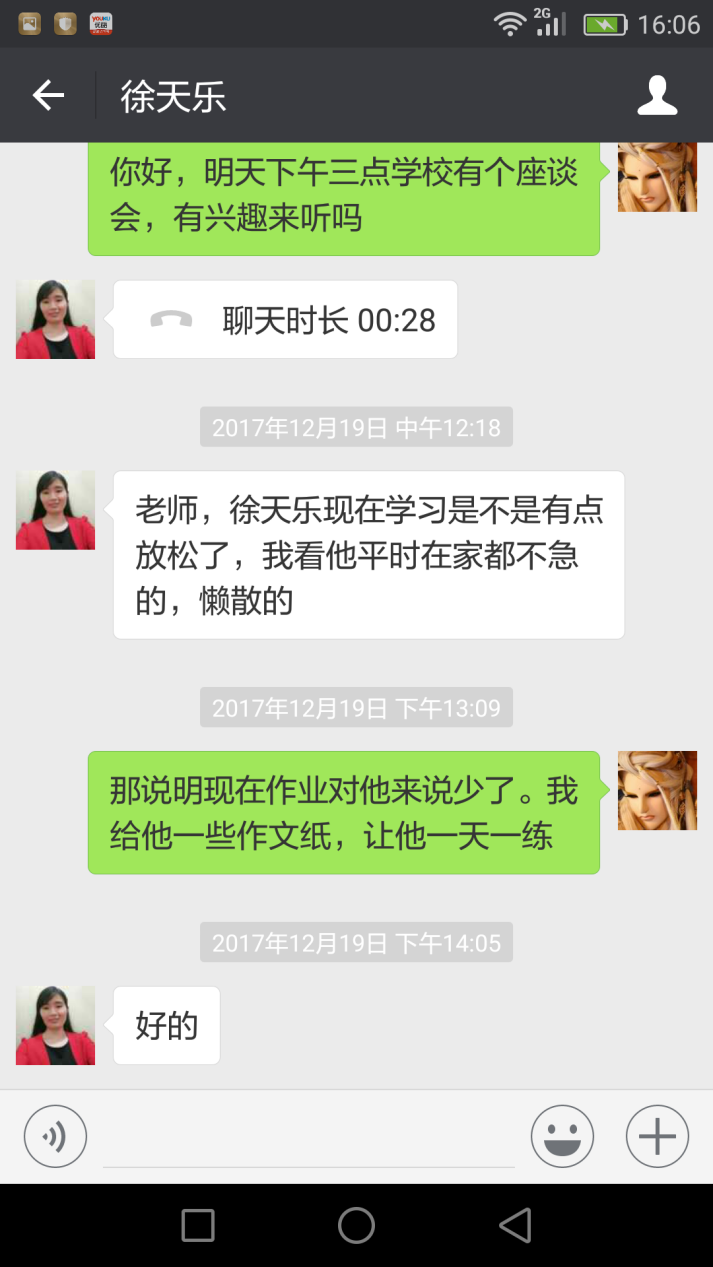 2G 16:06
徐天乐
你好，明天下午三点学校有个座谈
会，有兴趣来听吗
聊天时长 00:28
2017年12月19日 中午12:18
老师，徐天乐现在学习是不是有点
放松了，我看他平时在家都不急
的，懒散的
2017年12月19日 下午13:09
那说明现在作业对他来说少了。我
给他一些作文纸，让他一天一练
2017年12月19日 下午14:05
好的